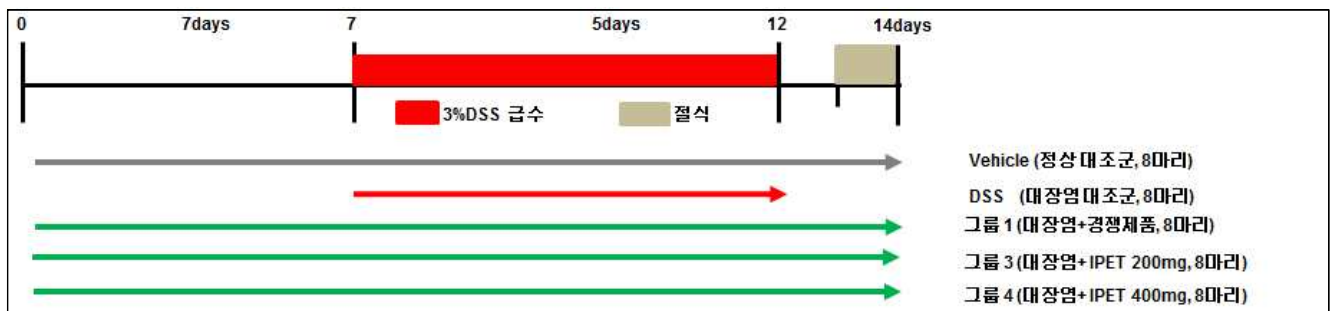 0 7days 7 5days 12 14days
3%DSS 급수 절식
Vehicle (정상대조군, 8마리)
DSS (대장염대조군, 8마리)
그룹 1 (대장염+경쟁제품, 8마리)
그룹 3 (대장염+ IPET 200mg, 8마리)
그룹 4 (대장염+ IPET 400mg, 8마리)